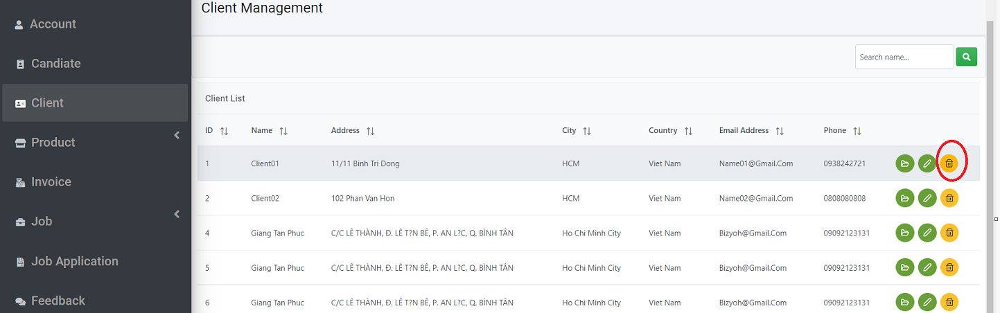 Client Management
Account
Candiate
Client
Product
Invoice
Job
Job Application
Feedback
Search name...
Client List
ID Name Address City Country Email Address Phone
1 Client01 11/11 Binh Tri Dong HCM Viet Nam Name01@Gmail.Com 0938242721
2 Client02 102 Phan Van Hon HCM Viet Nam Name02@Gmail.Com 0808080808
4 Giang Tan Phuc C/C LÊ THÀNH, Đ. LÊ T?N BÊ, P. AN L?C, Q. BÌNH TÂN Ho Chi Minh City Viet Nam Bizyoh@Gmail.Com 09092123131
5 Giang Tan Phuc C/C LÊ THÀNH, Đ. LÊ T?N BÊ, P. AN L?C, Q. BÌNH TÂN Ho Chi Minh City Viet Nam Bizyoh@Gmail.Com 09092123131
6 Giang Tan Phuc C/C LÊ THÀNH, Đ. LÊ T?N BÊ, P. AN L?C, Q. BÌNH TÂN Ho Chi Minh City Viet Nam Bizyoh@Gmail.Com 09092123131